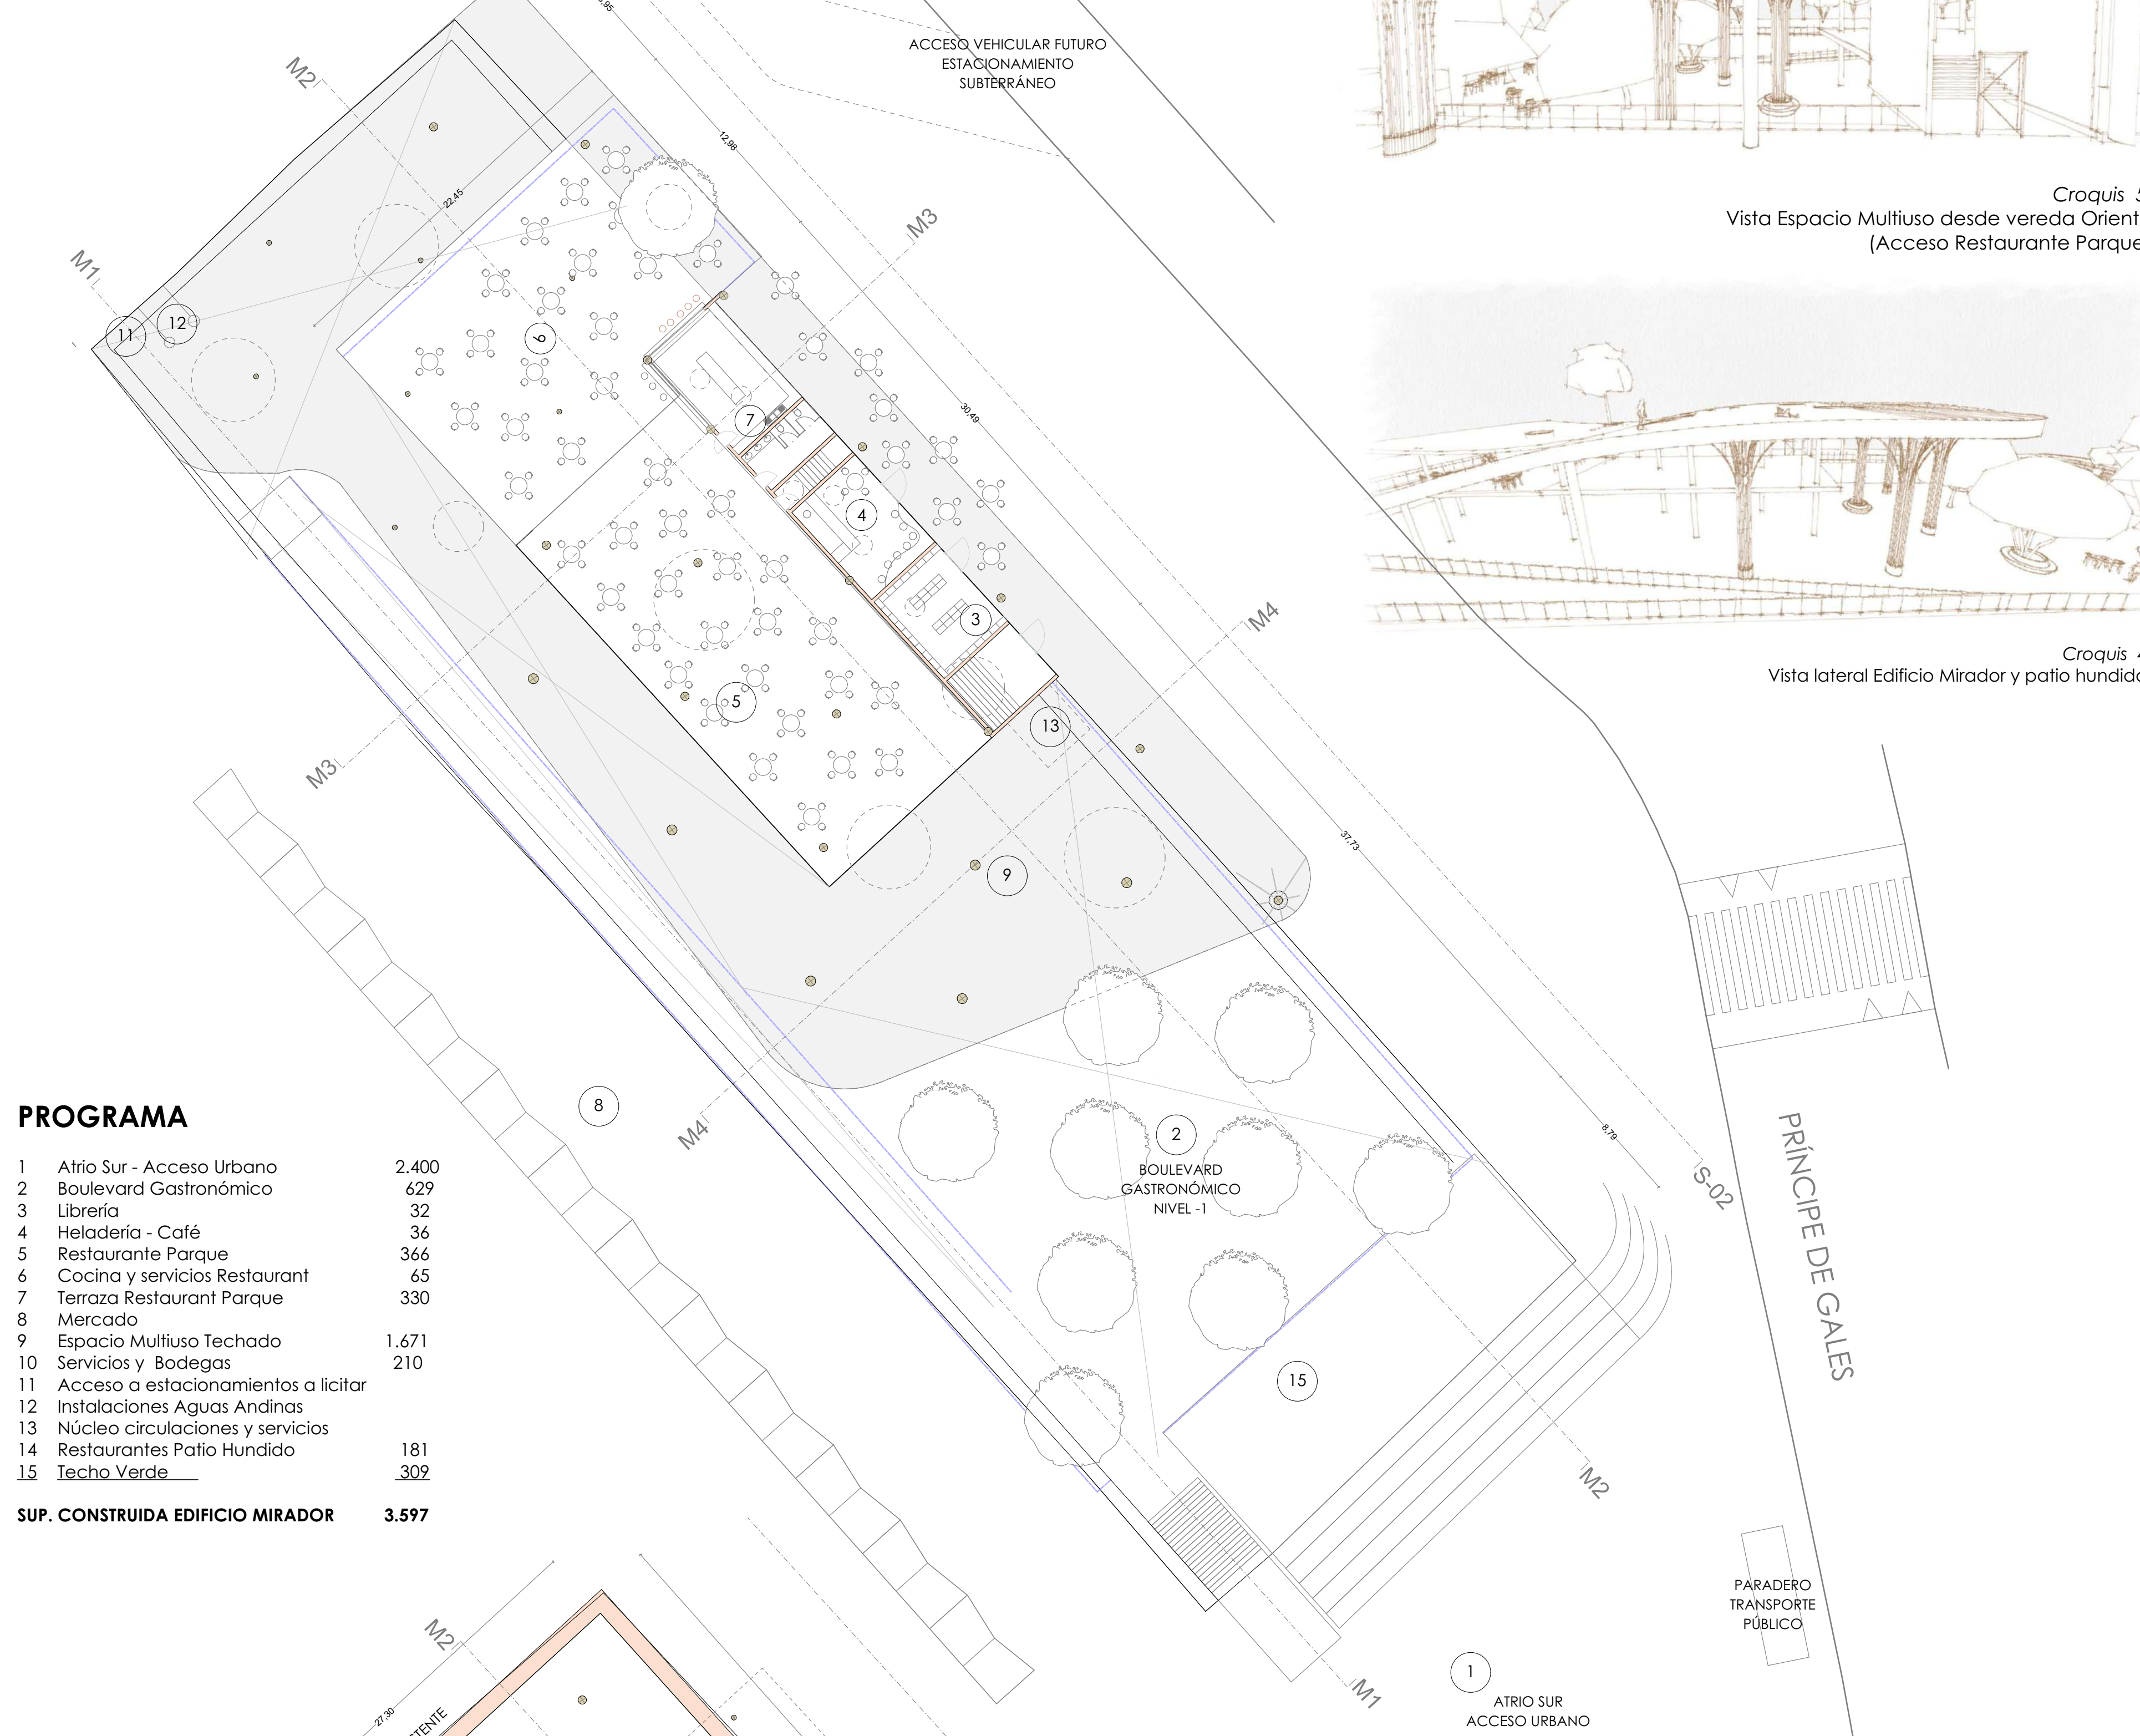 ,95
ACCESO VEHICULAR FUTURO
ESTACIONAMIENTO
SUBTERRÁNEO
M2
12,98
22,45
M3
M1
11
12
6
7
30,49
4
3
M4
5
13
M3
9
37,73
8
M4
2
BOULEVARD
GASTRONÓMICO
NIVEL -1
8,79
S-02
PRÍNCIPE DE GALES
15
M2
PARADERO
TRANSPORTE
PÚBLICO
1
ATRIO SUR
ACCESO URBANO
M1
M2
27,30
Croquis
Vista Espacio Multiuso desde vereda Orient
(Acceso Restaurante Parque
Croquis
Vista lateral Edificio Mirador y patio hundid
PROGRAMA
1 Atrio Sur - Acceso Urbano 2.400
2 Boulevard Gastronómico 629
3 Librería 32
4 Heladería - Café 36
5 Restaurante Parque 366
6 Cocina y servicios Restaurant 65
7 Terraza Restaurant Parque 330
8 Mercado
9 Espacio Multiuso Techado 1.671
10 Servicios y Bodegas 210
11 Acceso a estacionamientos a licitar
12 Instalaciones Aguas Andinas
13 Núcleo circulaciones y servicios
14 Restaurantes Patio Hundido 181
15 Techo Verde 309
SUP. CONSTRUIDA EDIFICIO MIRADOR 3.597